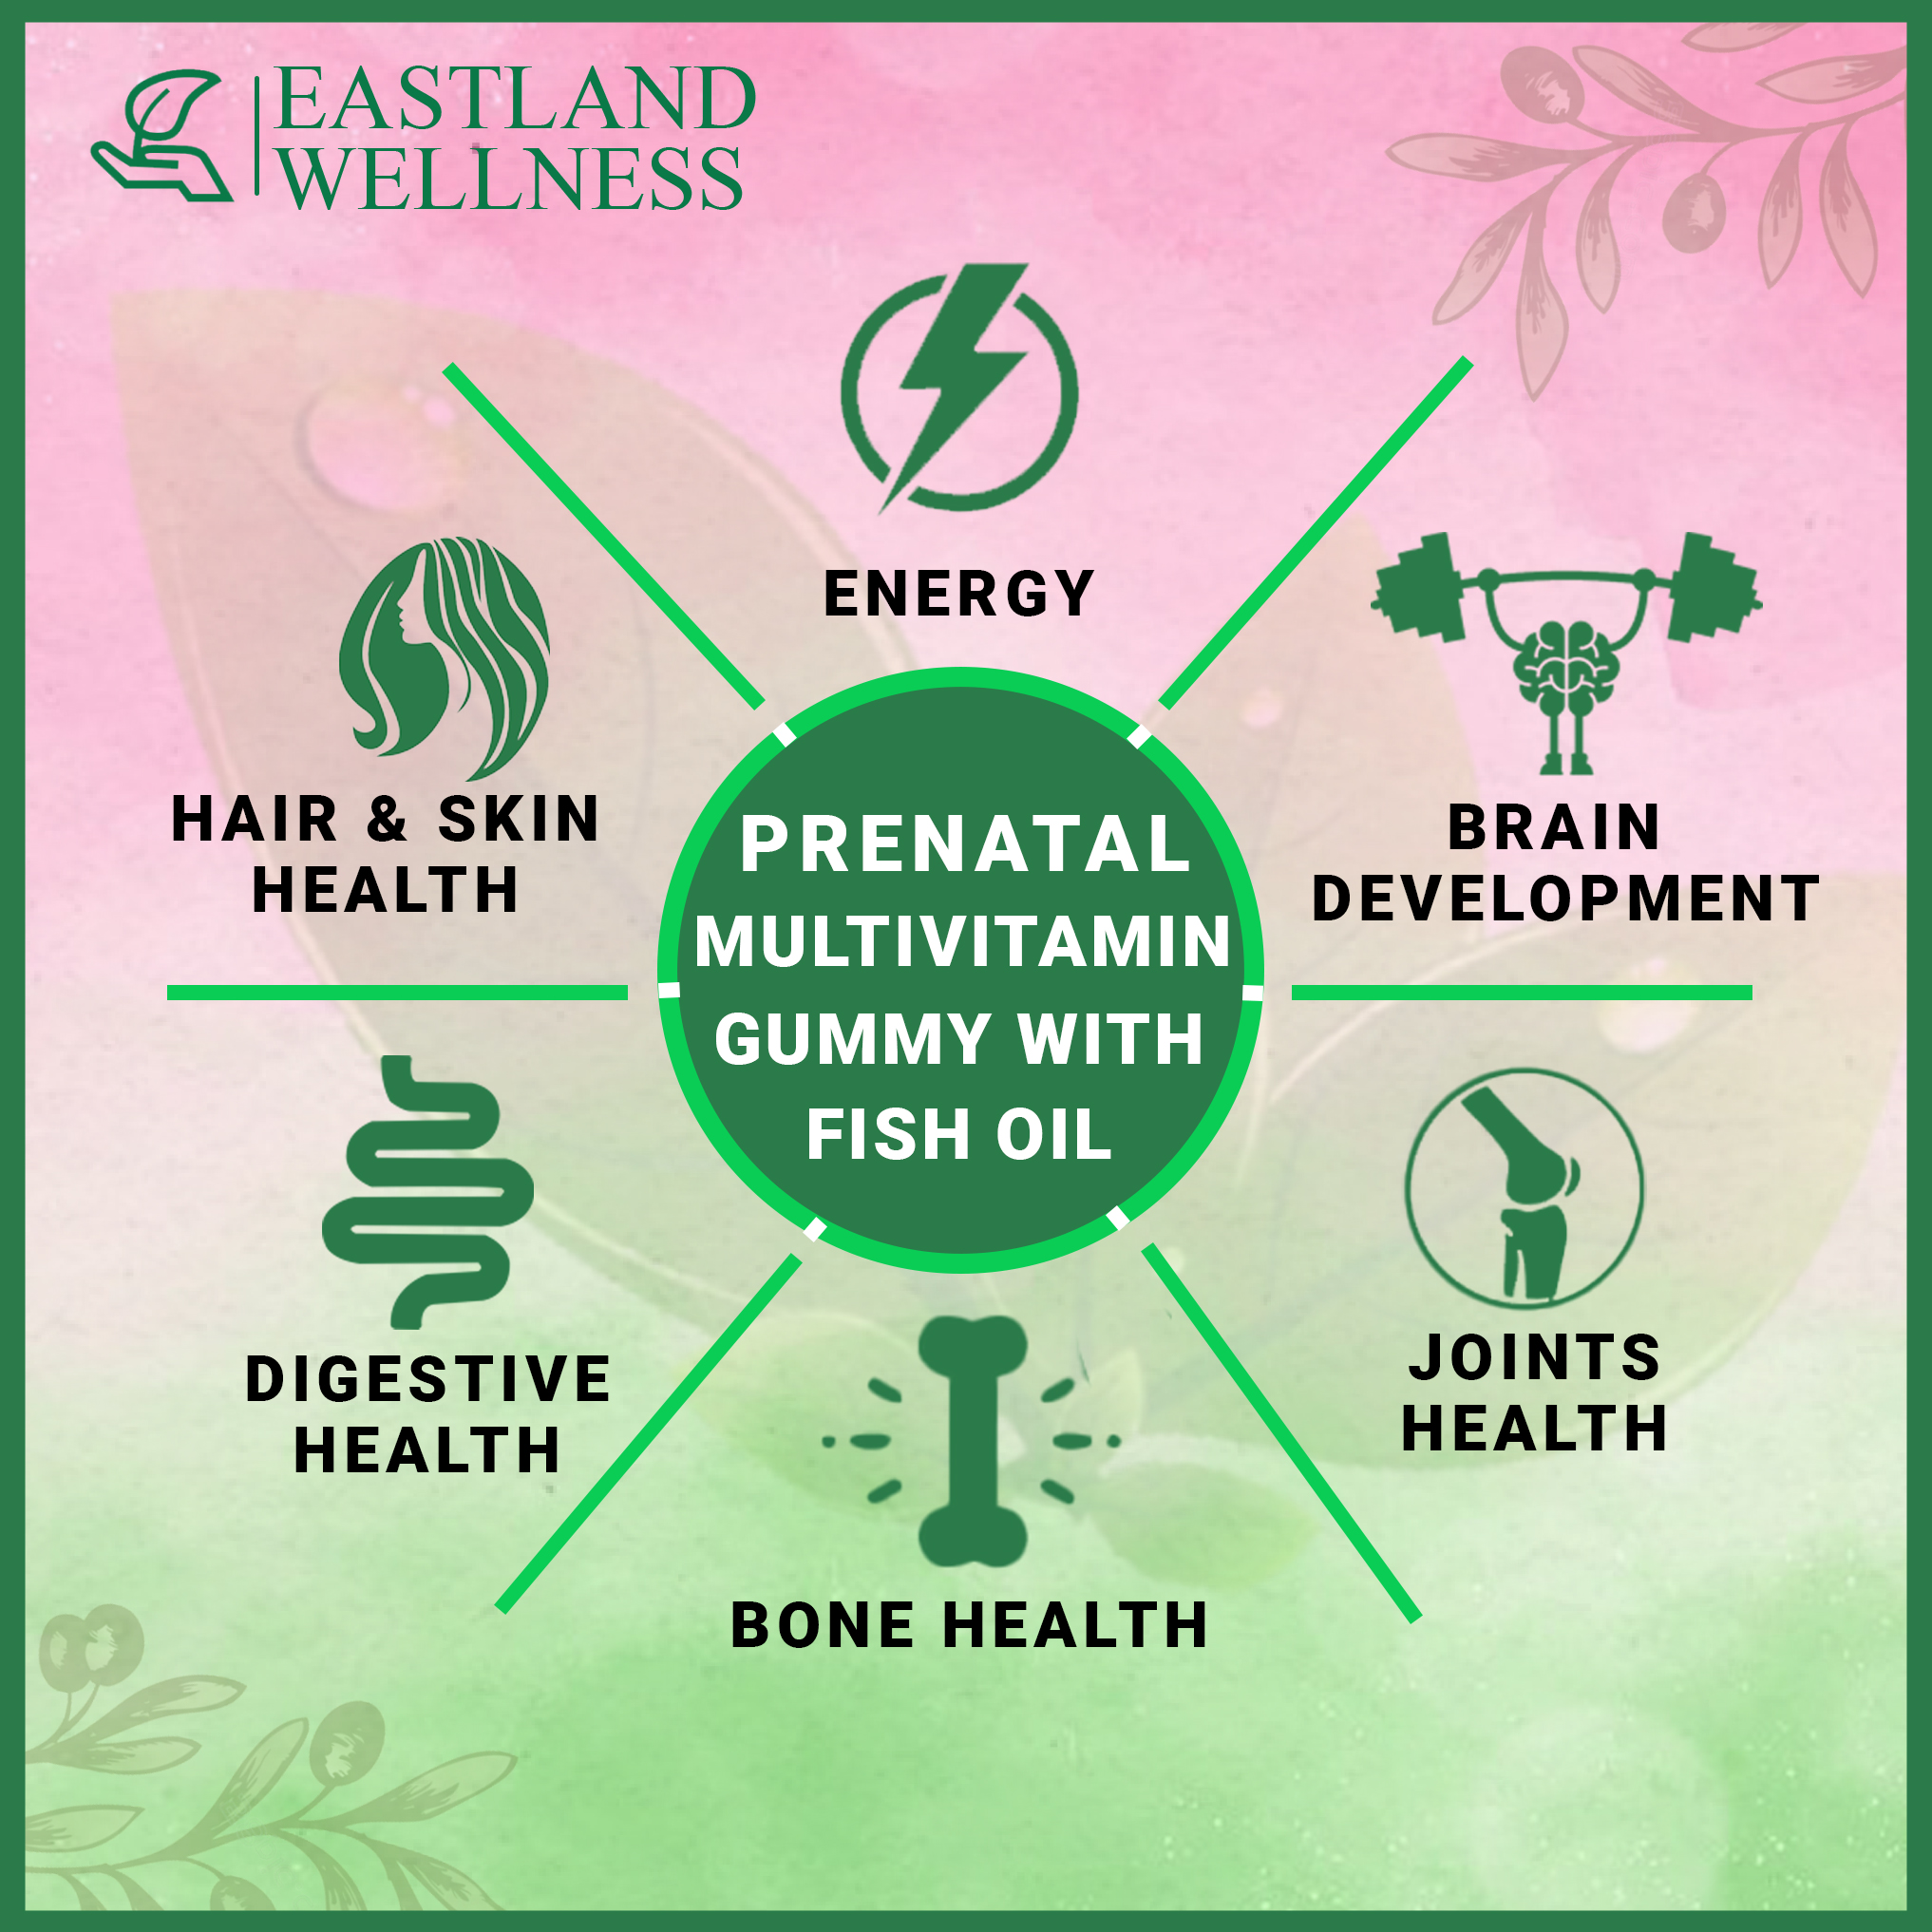 EASTLAND
WELLNESS
ENERGY
HAIR & SKIN
HEALTH
BRAIN
DEVELOPMENT
PRENATAL
MULTIVITAMIN
GUMMY WITH
FISH OIL
DIGESTIVE
HEALTH
JOINTS
HEALTH
BONE HEALTH